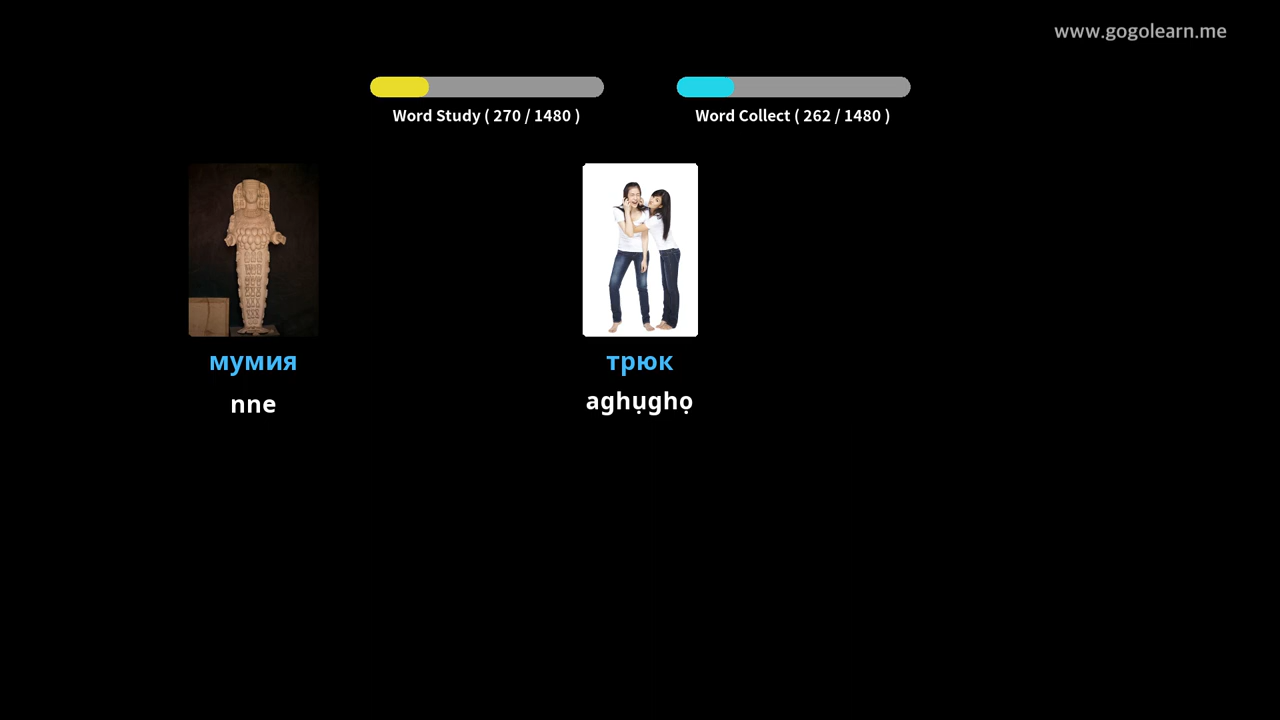 www.gogolearn.me
Word Study ( 270 / 1480 )
Word Collect ( 262 / 1480 )
мумия
трюк
nne
aghụghọ